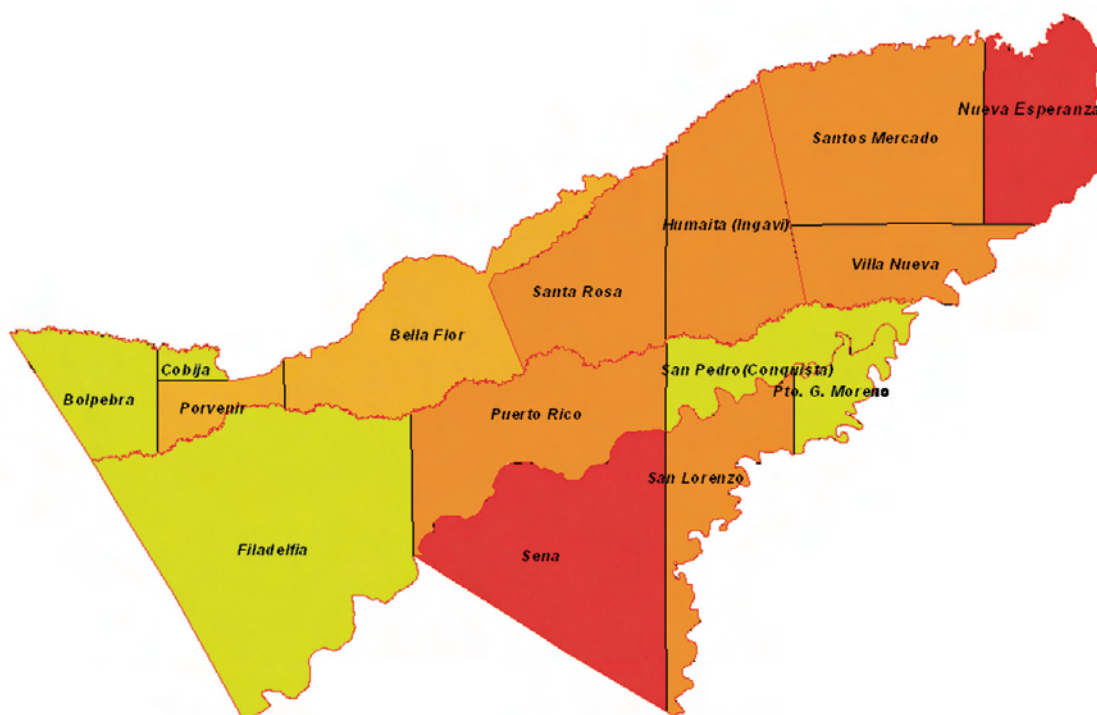 Nueva Esperanza
Santos Mercado
Humaita (Ingavi)
Villa Nueva
Santa Rosa
Bella Flor
Cobija
San Pedro (Conquista)
Bolpebra
Pto. G. Moreno
Porvenir
Puerto Rico
San Lorenzo
Filadelfia
Sena